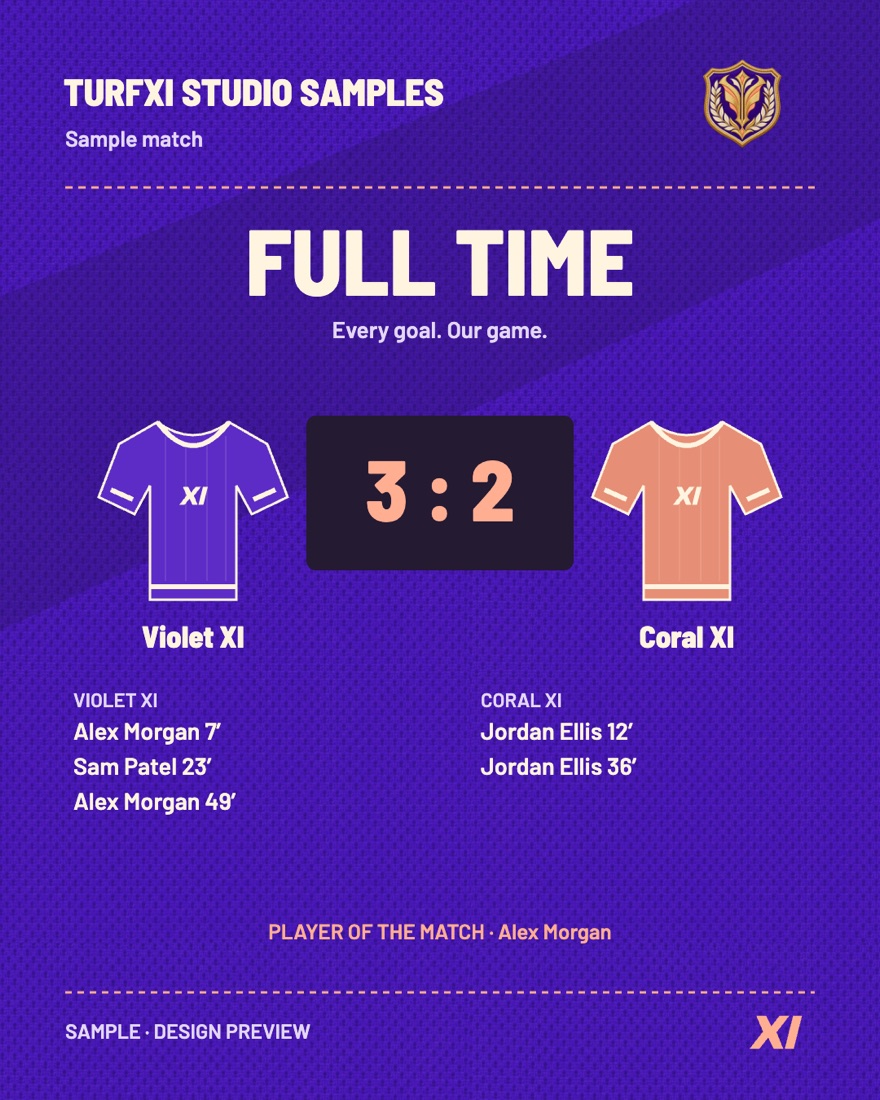 TURFXI STUDIO SAMPLES
Sample match
FULL TIME
Every goal. Our game.
XI
3 : 2
XI
Violet XI
Coral XI
VIOLET XI
Alex Morgan 7′
Sam Patel 23′
Alex Morgan 49′
CORAL XI
Jordan Ellis 12′
Jordan Ellis 36′
PLAYER OF THE MATCH · Alex Morgan
SAMPLE · DESIGN PREVIEW
XI